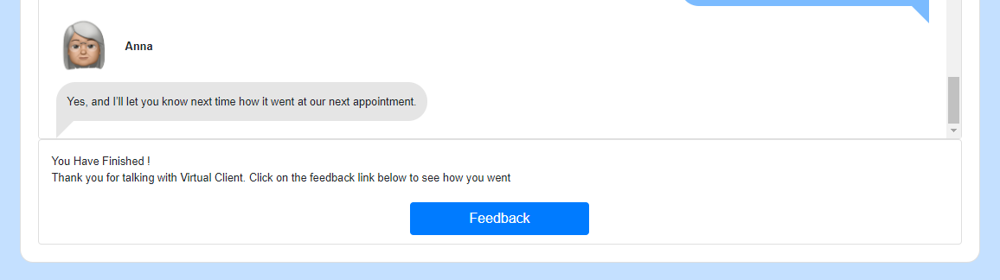 Anna
Yes, and I'll let you know next time how it went at our next appointment.
You Have Finished !
Thank you for talking with Virtual Client. Click on the feedback link below to see how you went
Feedback